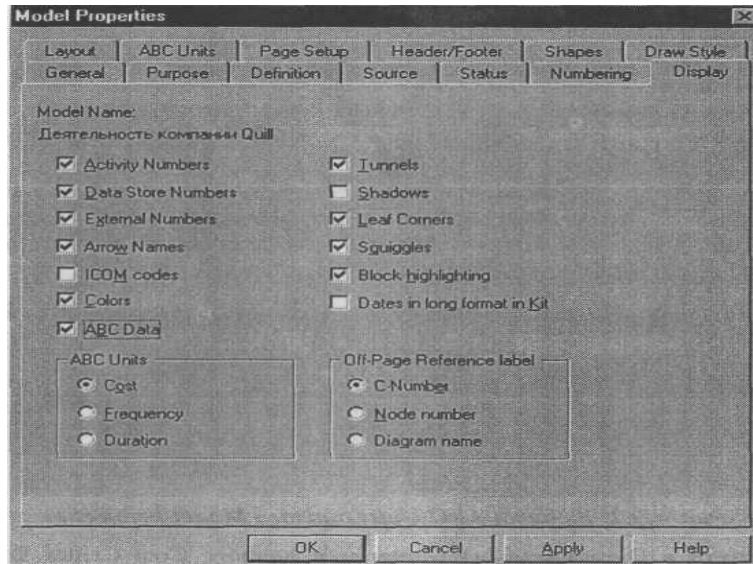 Model Properties
Layout ABC Units Page Setup Header/Footer Shapes Draw Style
General Purpose Definition Source Status Numbering Display
Model Name:
Деятельность компании Quill
Activity Numbers Tunnels
Data Store Numbers Shadows
External Numbers Leaf Corners
Arrow Names Squiggles
ICOM codes Block highlighting
Colors Dates in long format in Kit
ABC Data
ABC Units Off-Page Reference label
Cost C-Number
Frequency Node number
Duration Diagram name
OK Cancel Apply Help